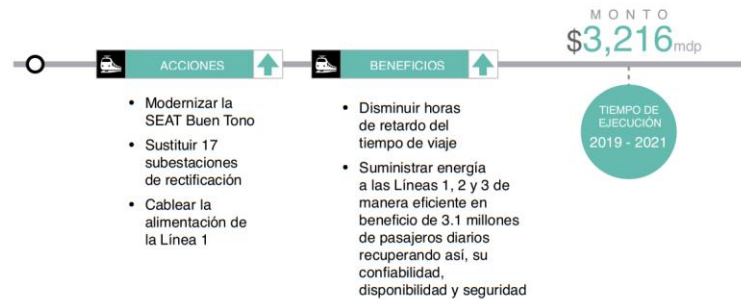 MONTO
$3,216mdp
ACCIONES
BENEFICIOS
• Modernizar la
SEAT Buen Tono
• Sustituir 17
subestaciones
de rectificación
• Cablear la
alimentación de
la Línea 1
• Disminuir horas
de retardo del
tiempo de viaje
• Suministrar energía
a las Líneas 1, 2 y 3 de
manera eficiente en
beneficio de 3.1 millones
de pasajeros diarios
recuperando así, su
confiabilidad,
disponibilidad y seguridad
TIEMPO DE
EJECUCIÓN
2019 - 2021